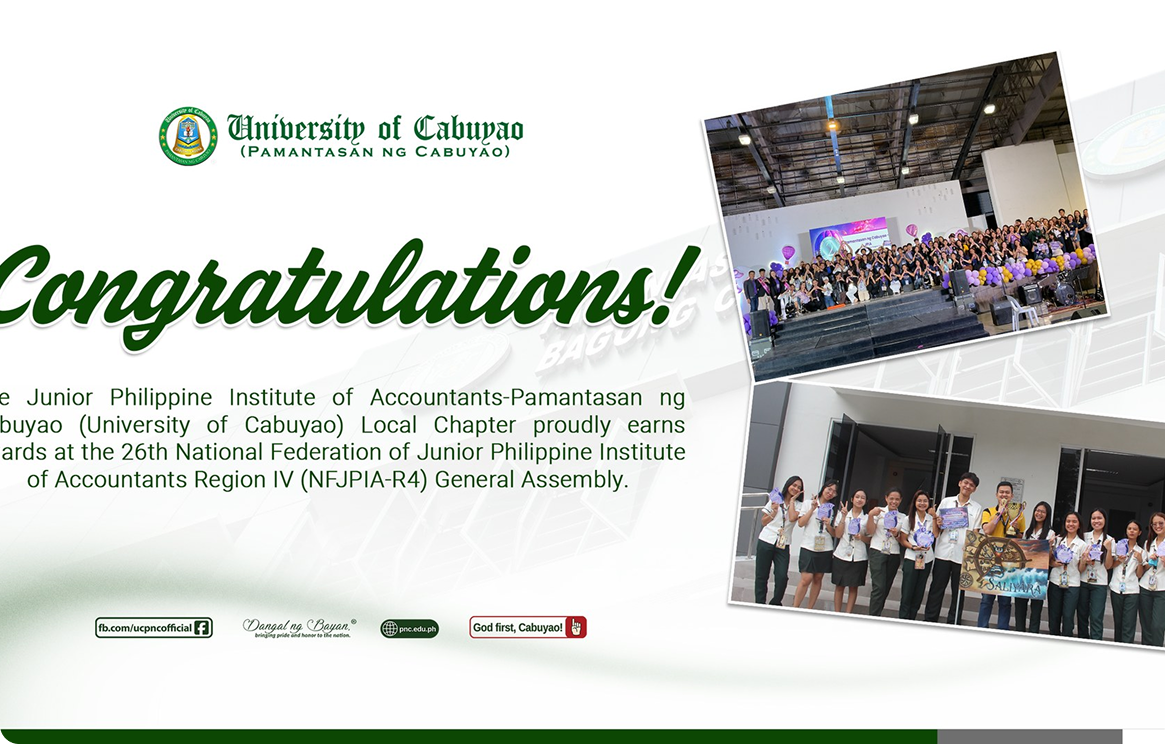 University of Cabuyao
(PAMANTASAN NG CABUYAO)
Congratulations!
e Junior Philippine Institute of Accountants-Pamantasan ng
buyao (University of Cabuyao) Local Chapter proudly earns
ards at the 26th National Federation of Junior Philippine Institute
of Accountants Region IV (NFJPIA-R4) General Assembly.
fb.com/ucpncofficial
Dangal ng Bayan.®
bringing pride and honor to the nation.
pnc.edu.ph
God first, Cabuyao!
BAGONG
SALIYARA